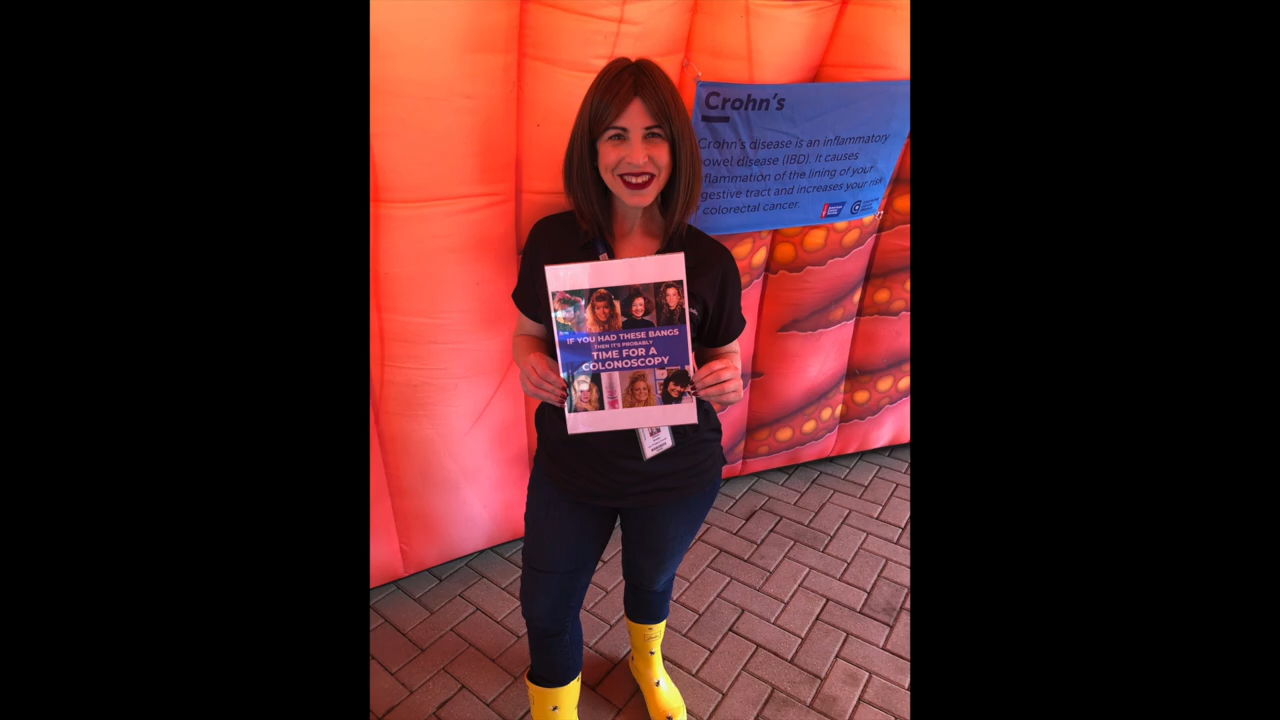 Crohn's
Crohn's disease is an inflammatory
bowel disease (IBD). It causes
inflammation of the lining of your
digestive tract and increases your risk
colorectal cancer.
IF YOU HAD THESE BANGS
THEN IT'S PROBABLY
TIME FOR A
COLONOSCOPY